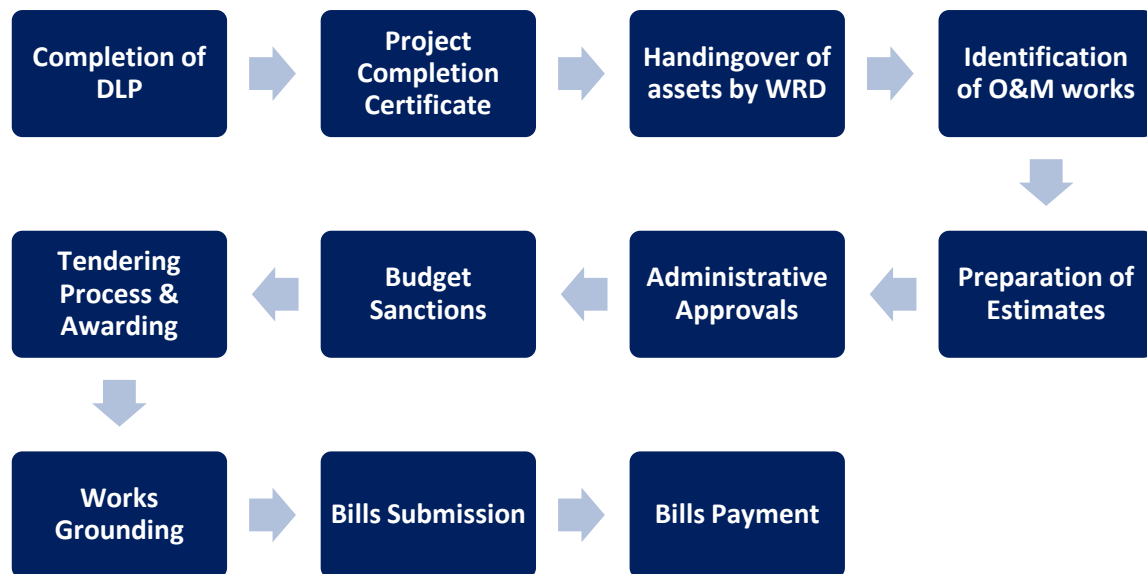 Completion of
DLP
Project
Completion
Certificate
Handingover of
assets by WRD
Identification
of O&M works
Preparation of
Estimates
Administrative
Approvals
Budget
Sanctions
Tendering
Process &
Awarding
Works
Grounding
Bills Submission
Bills Payment